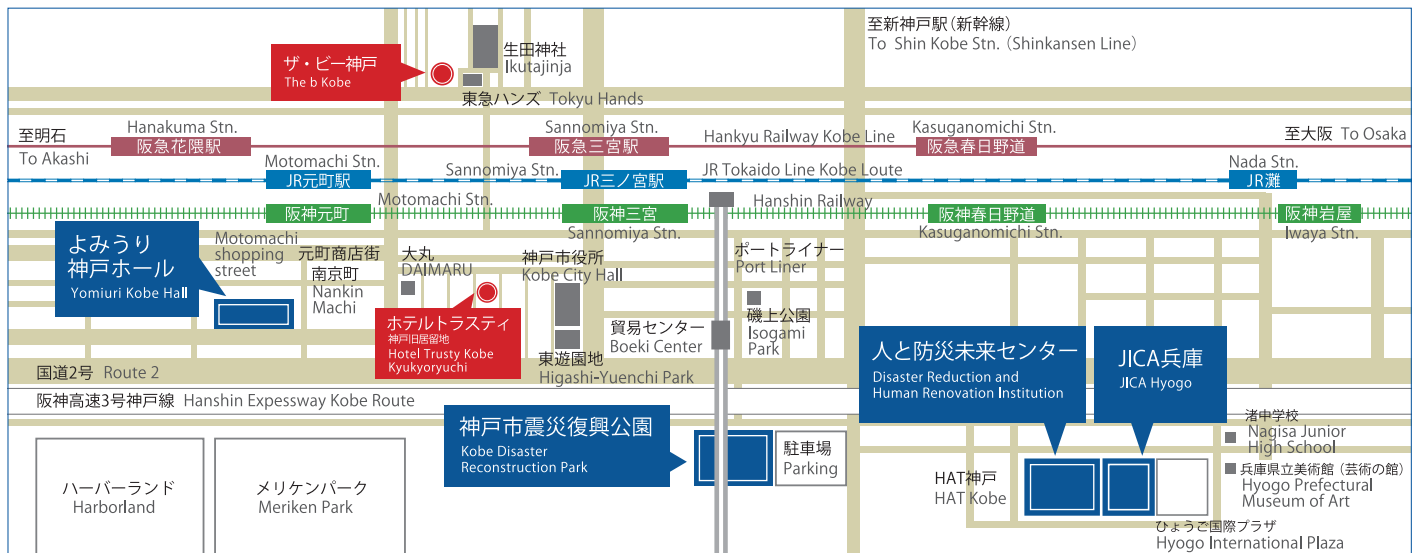 至新神戸駅（新幹線）
To Shin Kobe Stn.（Shinkansen Line）
ザ・ビー神戸
The b Kobe
生田神社
Ikutajinja
東急ハンズ Tokyu Hands
至明石
To Akashi
Hanakuma Stn.
阪急花隈駅
Sannomiya Stn.
阪急三宮駅
Hankyu Railway Kobe Line
Kasuganomichi Stn.
阪急春日野道
至大阪 To Osaka
Motomachi Stn.
JR元町駅
Sannomiya Stn.
JR三ノ宮駅
JR Tokaido Line Kobe Loute
Nada Stn.
JR灘
Motomachi Stn.
阪神元町
阪神三宮
Sannomiya Stn.
Hanshin Railway
阪神春日野道
Kasuganomichi Stn.
阪神岩屋
Iwaya Stn.
よみうり
神戸ホール
Yomiuri Kobe Hall
Motomachi
shopping
street
元町商店街
南京町
Nankin
Machi
大丸
DAIMARU
神戸市役所
Kobe City Hall
ポートライナー
Port Liner
ホテルトラスティ
神戸旧居留地
Hotel Trusty Kobe
Kyukyoryuchi
貿易センター
Boeki Center
磯上公園
Isogami
Park
東遊園地
Higashi-Yuenchi Park
人と防災未来センター
Disaster Reduction and
Human Renovation Institution
JICA兵庫
JICA Hyogo
国道2号 Route 2
阪神高速3号神戸線 Hanshin Expessway Kobe Route
神戸市震災復興公園
Kobe Disaster
Reconstruction Park
駐車場
Parking
渚中学校
Nagisa Junior
High School
兵庫県立美術館（芸術の館）
Hyogo Prefectural
Museum of Art
HAT神戸
HAT Kobe
ハーバーランド
Harborland
メリケンパーク
Meriken Park
ひょうご国際プラザ
Hyogo International Plaza